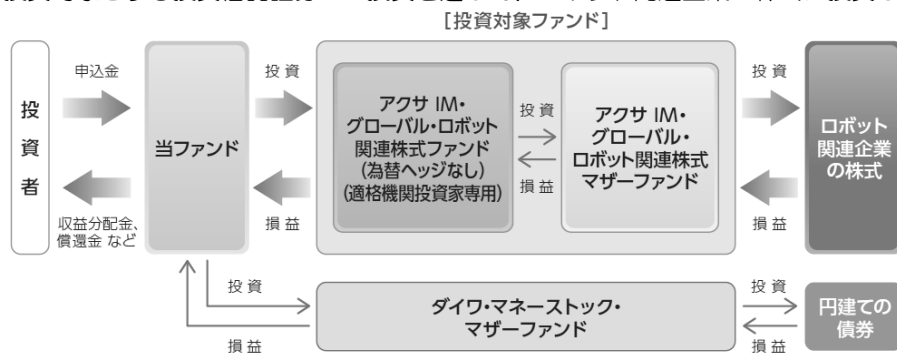 [投資対象ファンド]
投資者
申込金
収益分配金、
償還金 など
当ファンド
投 資
損 益
アクサ IM・
グローバル・ロボット
関連株式ファンド
(為替ヘッジなし)
(適格機関投資家専用)
投 資
損 益
アクサ IM・
グローバル・
ロボット関連株式
マザーファンド
投 資
損 益
ロボット
関連企業
の株式
投 資
損 益
ダイワ・マネーストック・
マザーファンド
投 資
損 益
円建ての
債券